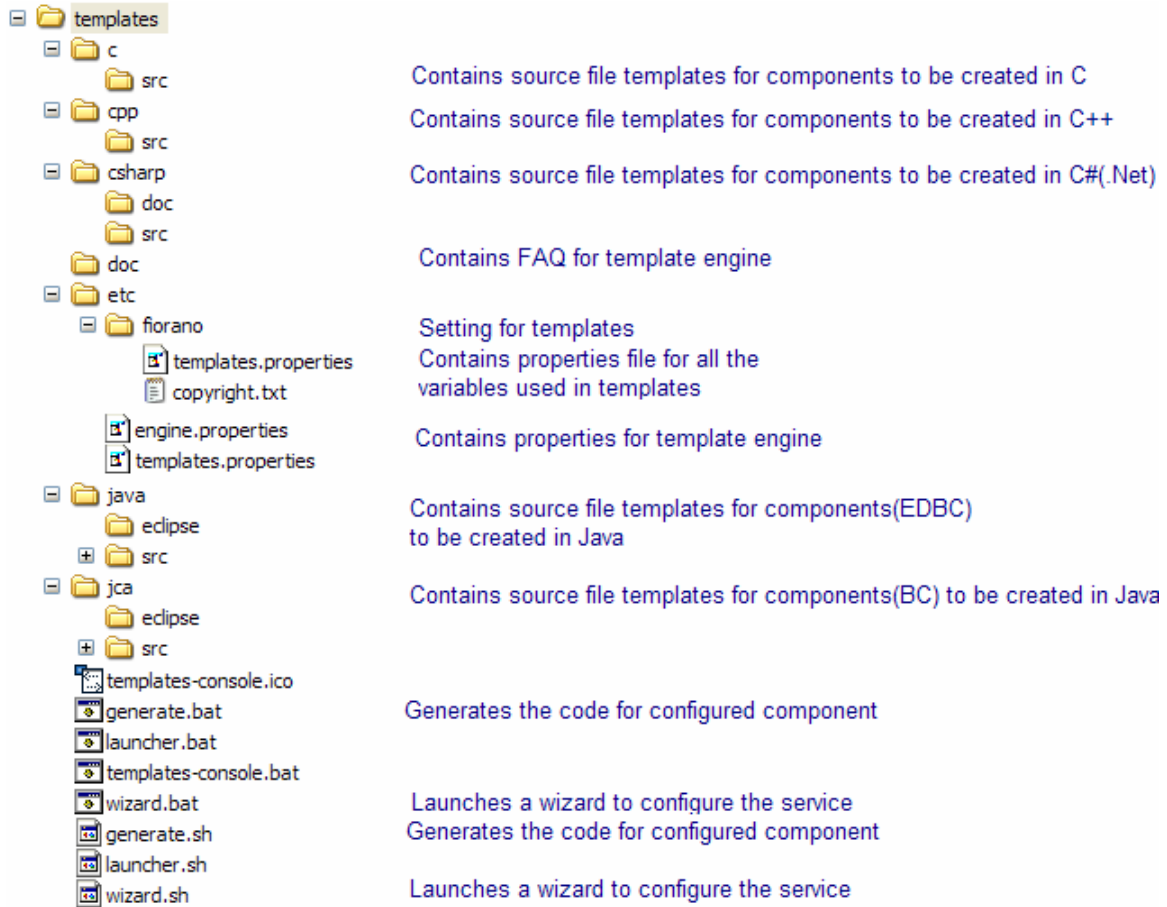 templates
c
src Contains source file templates for components to be created in C
cpp Contains source file templates for components to be created in C++
src
csharp Contains source file templates for components to be created in C#(.Net)
doc
src
doc Contains FAQ for template engine
etc
fiorano Setting for templates
templates.properties Contains properties file for all the
copyright.txt variables used in templates
engine.properties Contains properties for template engine
templates.properties
java Contains source file templates for components(EDBC)
eclipse to be created in Java
src
jca Contains source file templates for components(BC) to be created in Java
eclipse
src
templates-console.ico
generate.bat Generates the code for configured component
launcher.bat
templates-console.bat
wizard.bat Launches a wizard to configure the service
generate.sh Generates the code for configured component
launcher.sh
wizard.sh Launches a wizard to configure the service